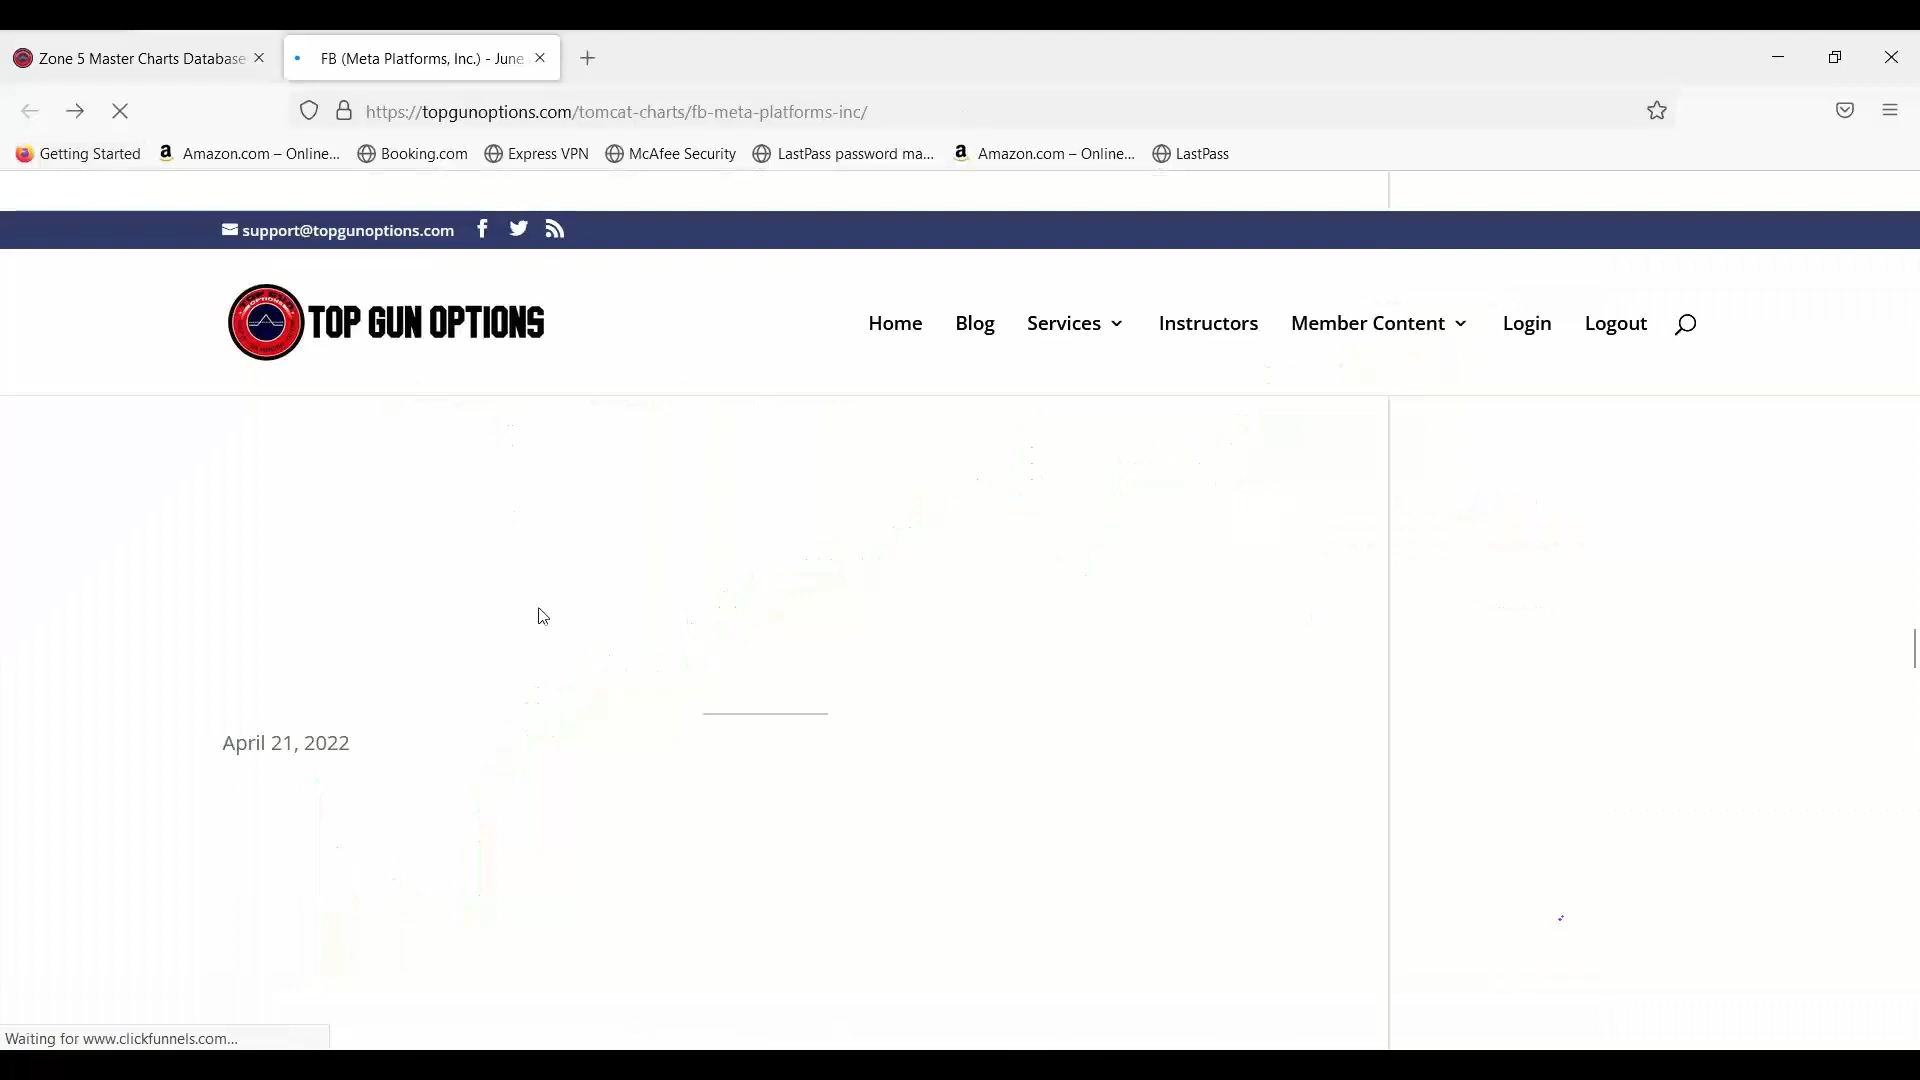 Zone 5 Master Charts Database
FB (Meta Platforms, Inc.) - June
https://topgunoptions.com/tomcat-charts/fb-meta-platforms-inc/
Getting Started
Amazon.com – Online...
Booking.com
Express VPN
McAfee Security
LastPass password ma...
Amazon.com – Online...
LastPass
support@topgunoptions.com
TOP GUN OPTIONS
Home
Blog
Services
Instructors
Member Content
Login
Logout
April 21, 2022
Waiting for www.clickfunnels.com...